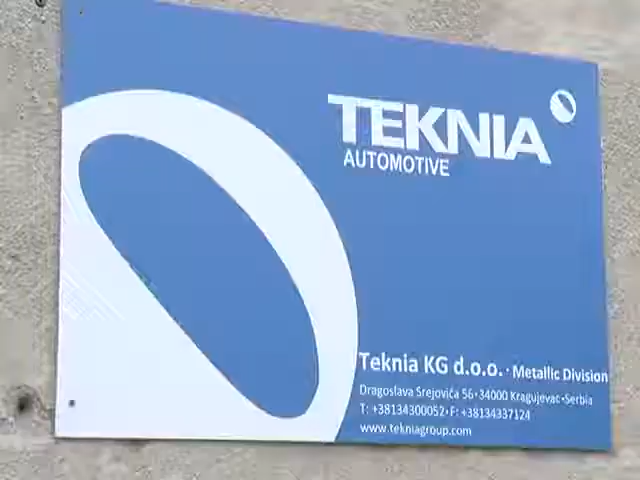 TEKNIA
AUTOMOTIVE
Teknia KG d.o.o. · Metallic Division
Dragoslava Srejovića 56 · 34000 Kragujevac · Serbia
T: +38134300052 · F: +38134337124
www.tekniagroup.com